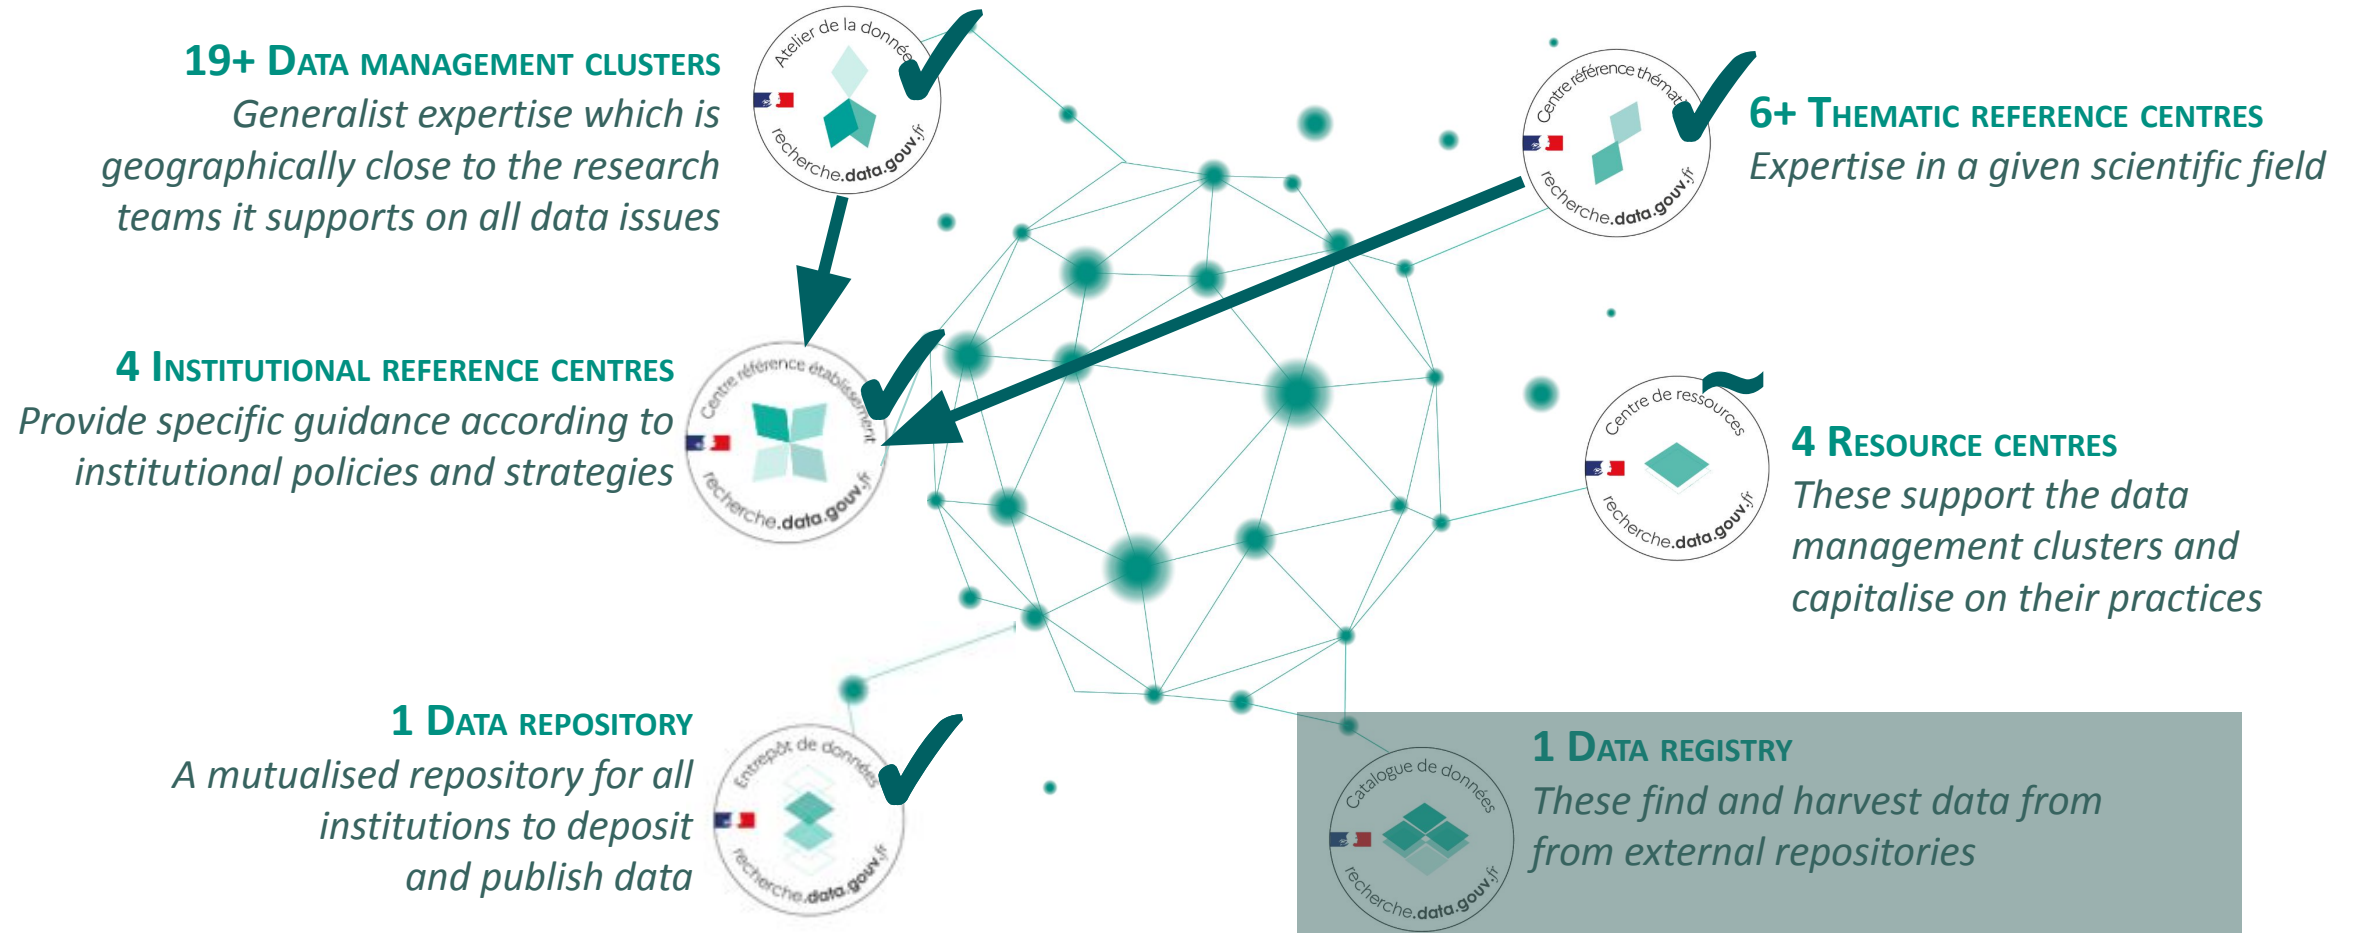 19+ Data management clusters
Generalist expertise which is
geographically close to the research
teams it supports on all data issues
Atelier de la données
recherche.data.gouv.fr
Centre référence thémati
recherche.data.gouv.fr
6+ Thematic reference centres
Expertise in a given scientific field
4 Institutional reference centres
Provide specific guidance according to
institutional policies and strategies
Centre référence établissement
recherche.data.gouv.fr
Centre de ressources
recherche.data.gouv.fr
4 Resource centres
These support the data
management clusters and
capitalise on their practices
1 Data repository
A mutualised repository for all
institutions to deposit
and publish data
Entrepôt de données
recherche.data.gouv.fr
Catalogue de données
recherche.data.gouv.fr
1 Data registry
These find and harvest data from
from external repositories